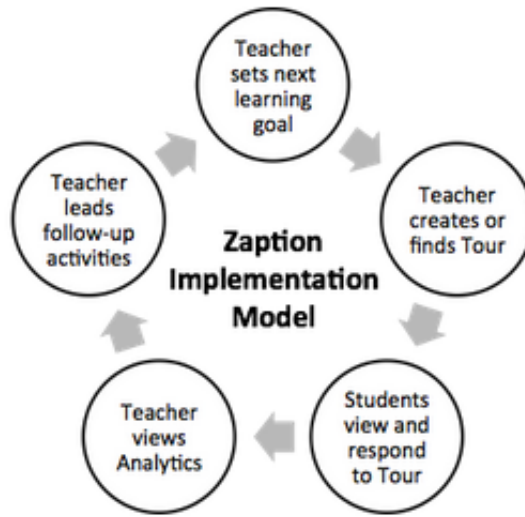 Teacher
sets next
learning
goal
Teacher
creates or
finds Tour
Students
view and
respond
to Tour
Teacher
views
Analytics
Teacher
leads
follow-up
activities
Zaption
Implementation
Model